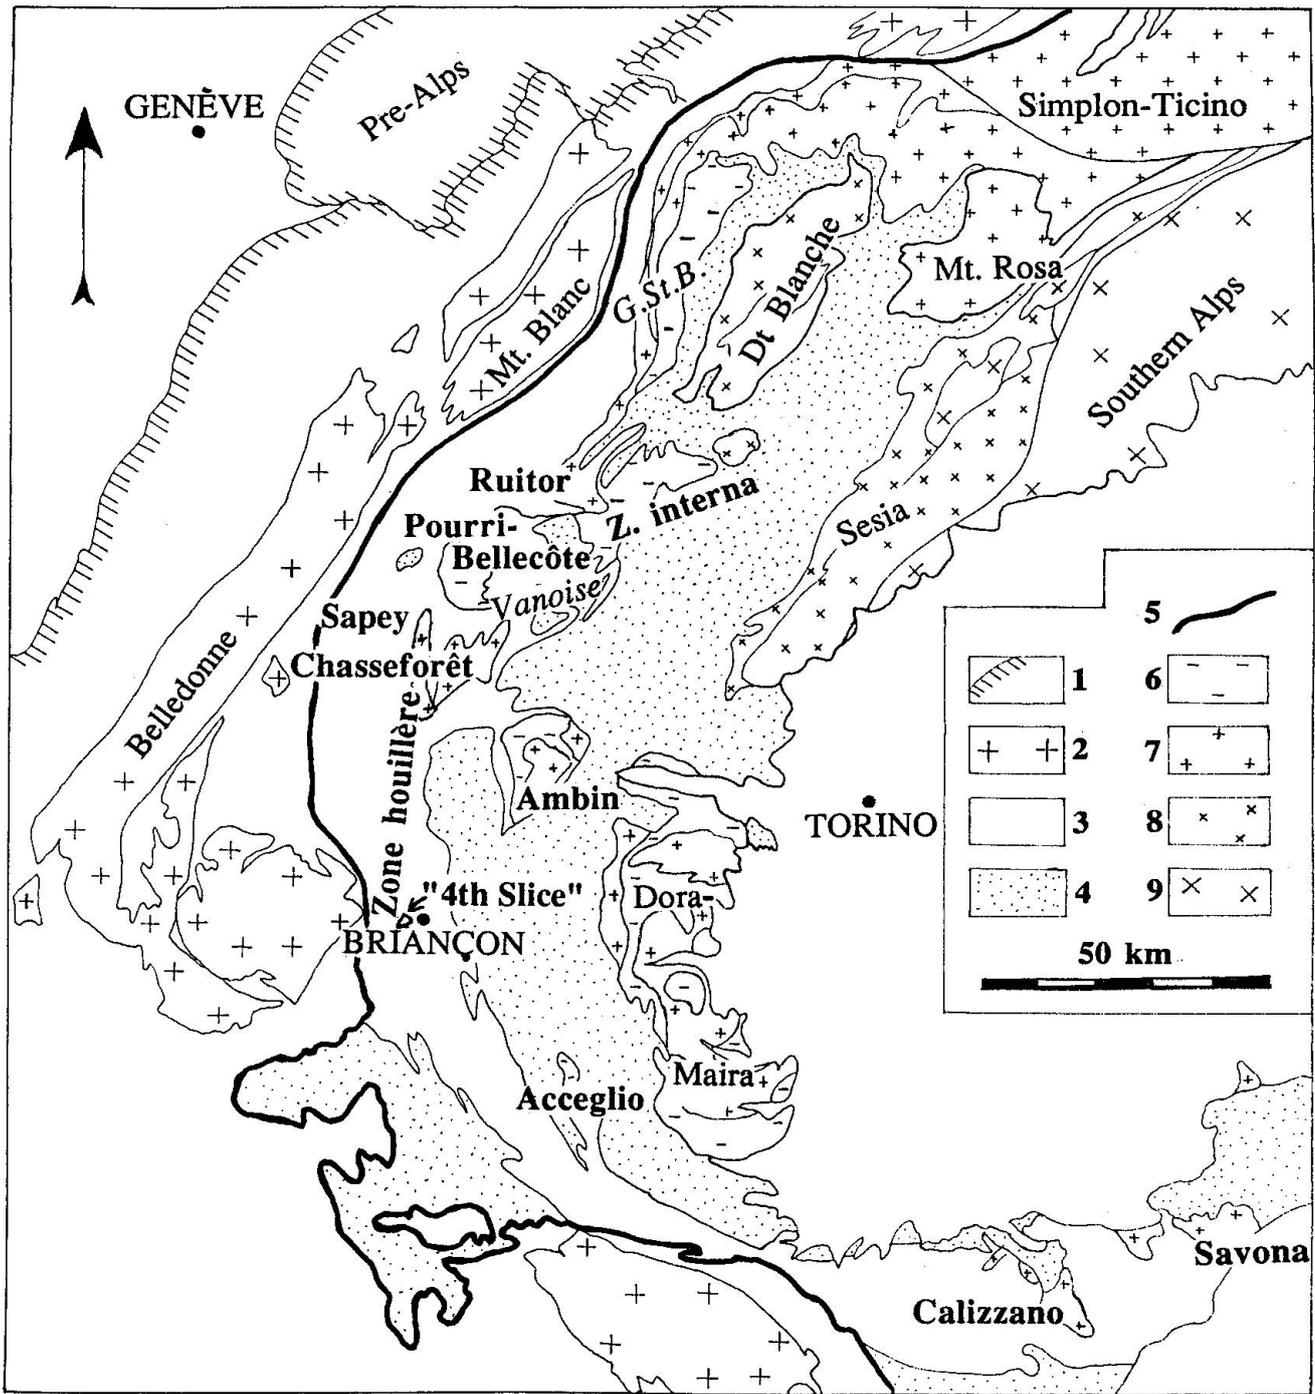 GENÈVE
Pre-Alps
Simplon-Ticino
Mt. Blanc
G.St.B.
Dt Blanche
Mt. Rosa
Southern Alps
Ruitor
Pourri-
Bellecôte
Z. interna
Vanoise
Sesia
Sapey
Chasseforêt
Belledonne
Zone houillère
Ambin
TORINO
"4th Slice"
BRIANÇON
Dora-
Maira
Acceglio
Calizzano
Savona
5
1 6
2 7
3 8
4 9
50 km